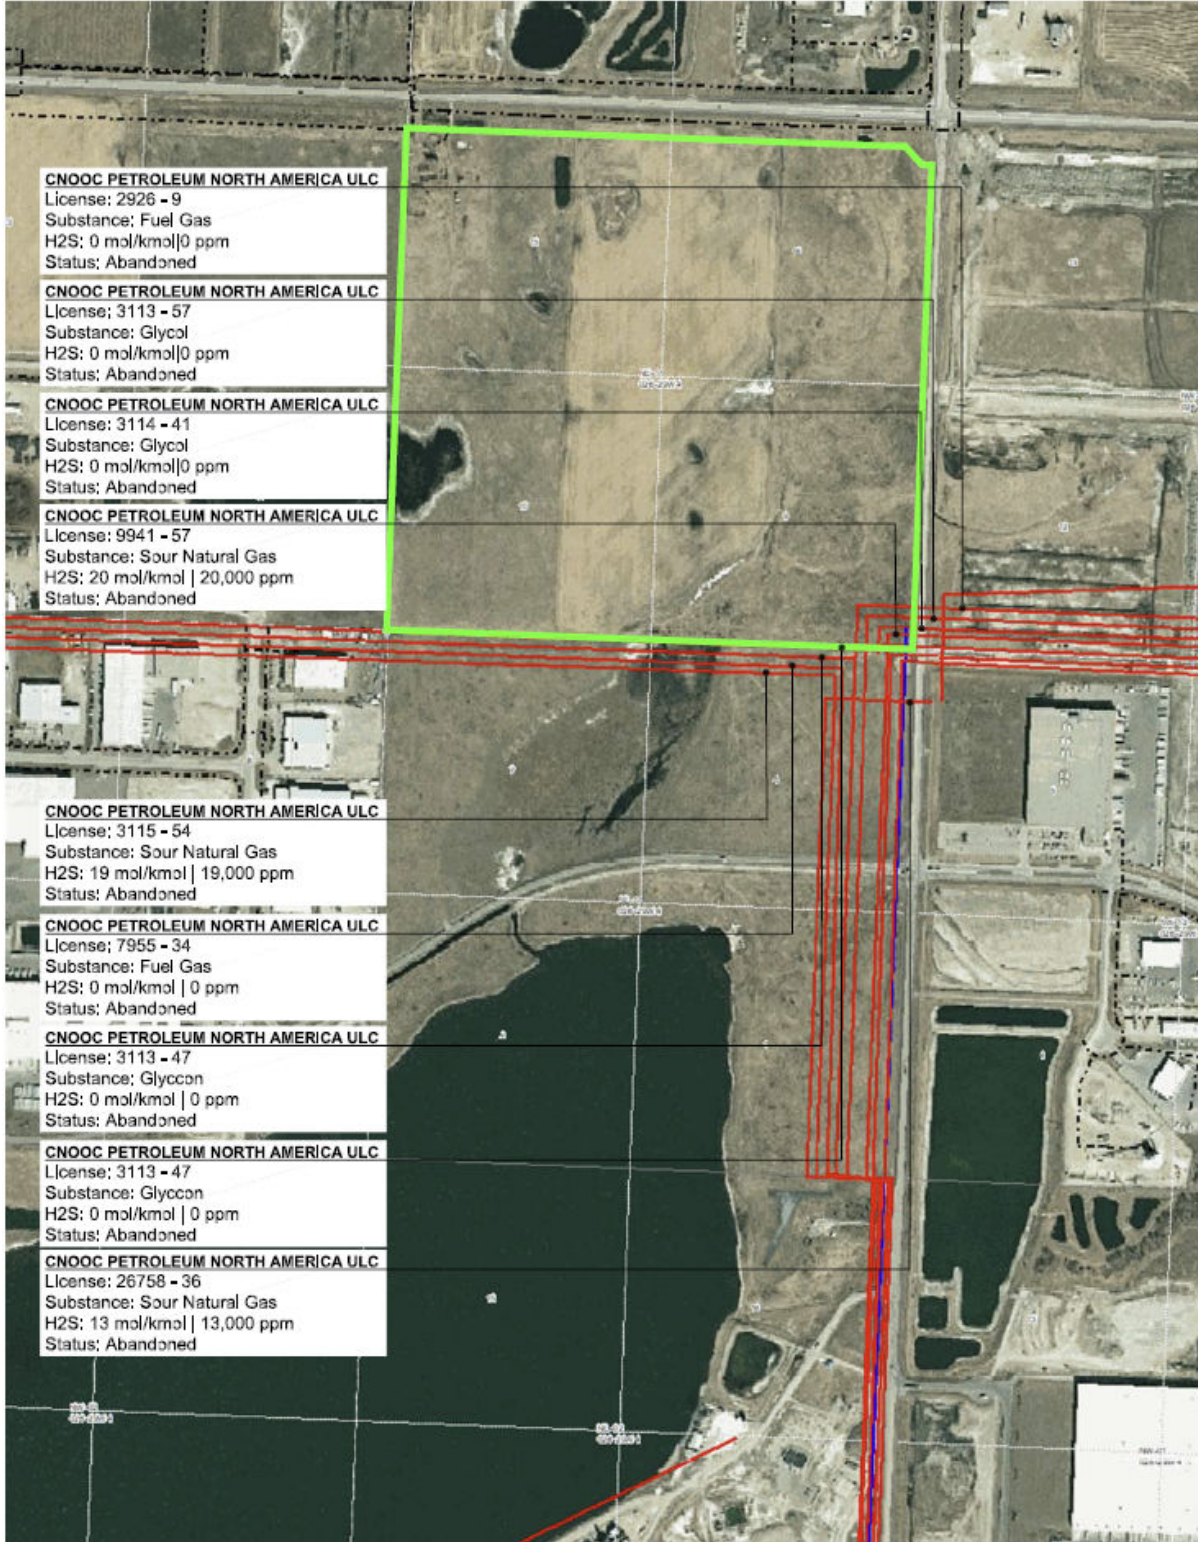 CNOOC PETROLEUM NORTH AMERICA ULC
License: 2926 - 9
Substance: Fuel Gas
H2S: 0 mol/kmol|0 ppm
Status: Abandoned
CNOOC PETROLEUM NORTH AMERICA ULC
License: 3113 - 57
Substance: Glycol
H2S: 0 mol/kmol|0 ppm
Status: Abandoned
CNOOC PETROLEUM NORTH AMERICA ULC
License: 3114 - 41
Substance: Glycol
H2S: 0 mol/kmol|0 ppm
Status: Abandoned
CNOOC PETROLEUM NORTH AMERICA ULC
License: 9941 - 57
Substance: Sour Natural Gas
H2S: 20 mol/kmol | 20,000 ppm
Status: Abandoned
CNOOC PETROLEUM NORTH AMERICA ULC
License: 3115 - 54
Substance: Sour Natural Gas
H2S: 19 mol/kmol | 19,000 ppm
Status: Abandoned
CNOOC PETROLEUM NORTH AMERICA ULC
License: 7955 - 34
Substance: Fuel Gas
H2S: 0 mol/kmol | 0 ppm
Status: Abandoned
CNOOC PETROLEUM NORTH AMERICA ULC
License: 3113 - 47
Substance: Glyccon
H2S: 0 mol/kmol | 0 ppm
Status: Abandoned
CNOOC PETROLEUM NORTH AMERICA ULC
License: 3113 - 47
Substance: Glyccon
H2S: 0 mol/kmol | 0 ppm
Status: Abandoned
CNOOC PETROLEUM NORTH AMERICA ULC
License: 26758 - 36
Substance: Sour Natural Gas
H2S: 13 mol/kmol | 13,000 ppm
Status: Abandoned